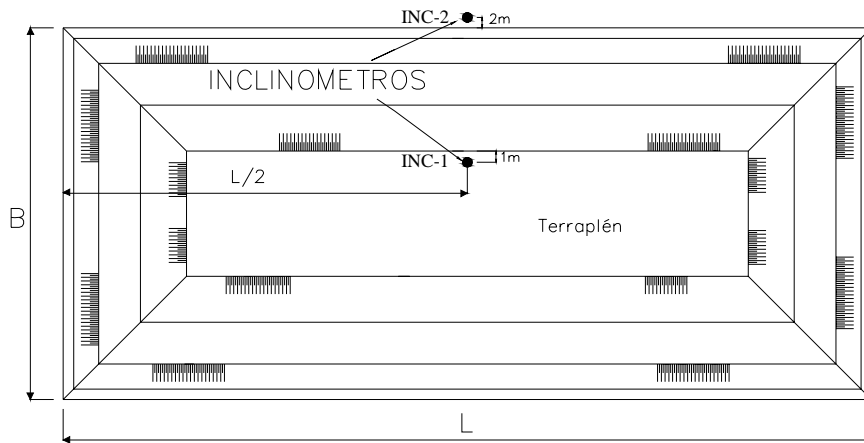 INC-2
2m
INCLINOMETROS
1m
INC-1
L/2
B
Terraplén
L